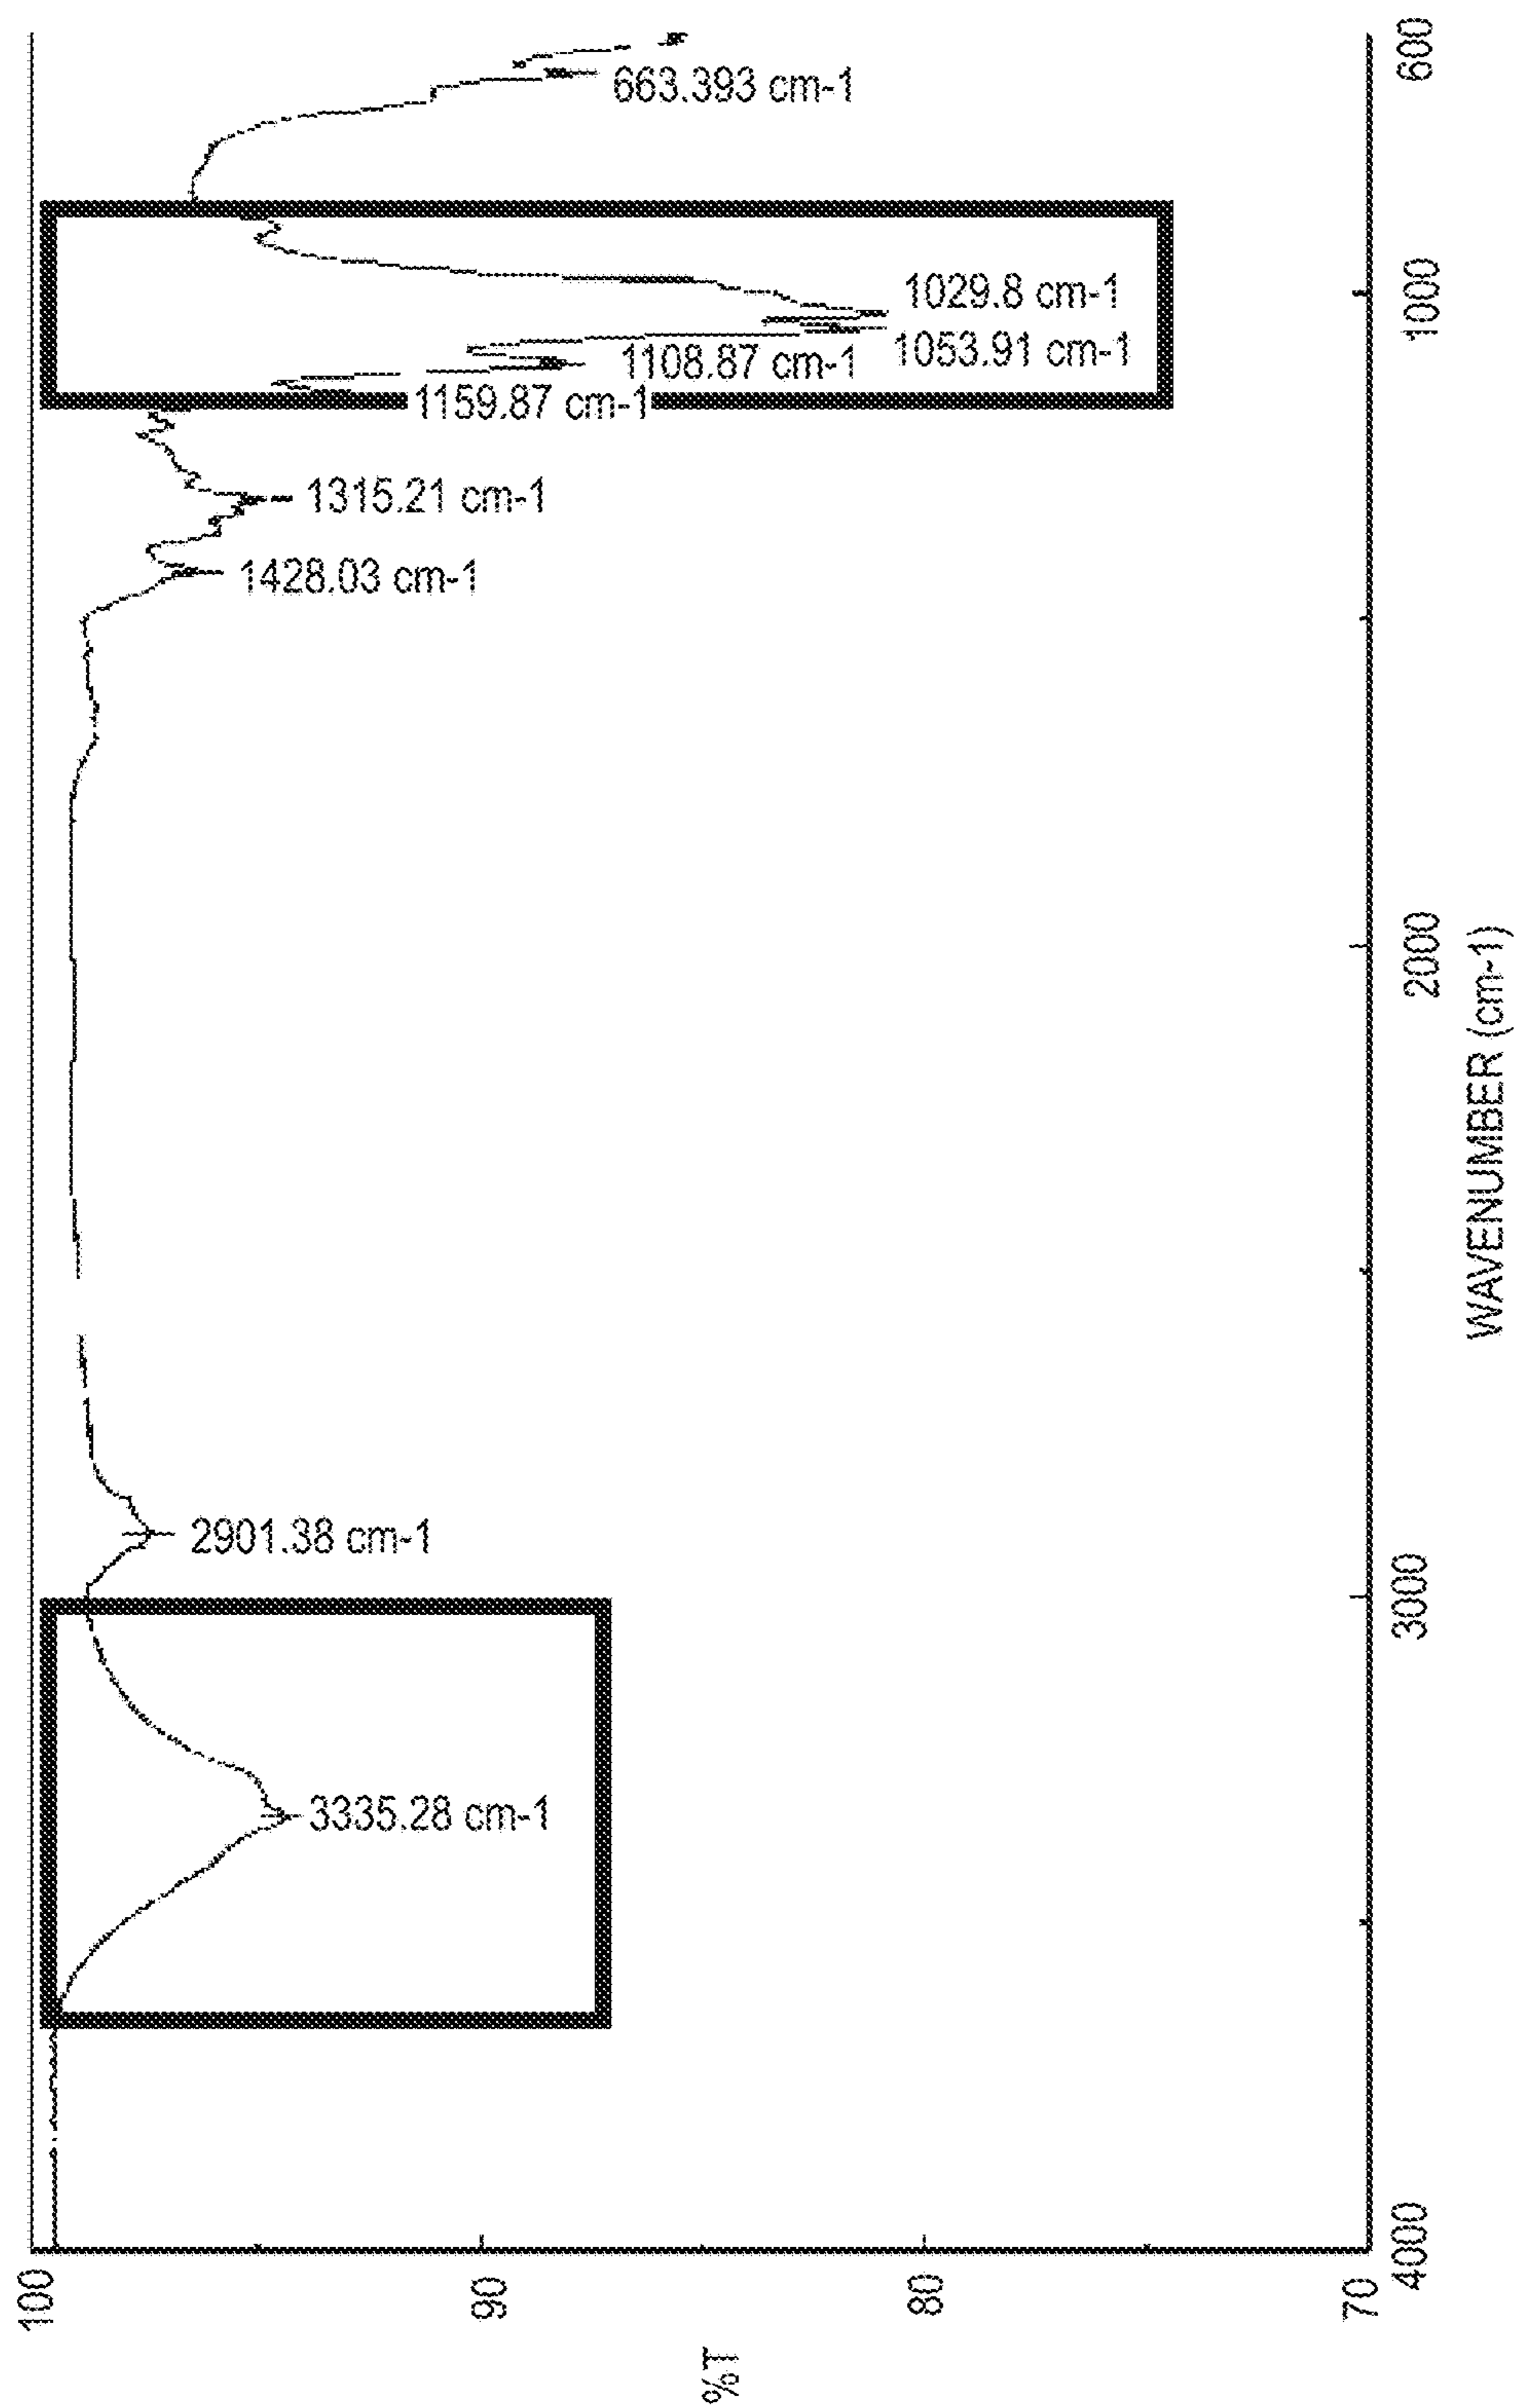 100
90
80
70
%T
4000
3000
2000
1000
600
WAVENUMBER (cm-1)
3335.28 cm-1
2901.38 cm-1
1428.03 cm-1
1315.21 cm-1
1159.87 cm-1
1108.87 cm-1
1053.91 cm-1
1029.8 cm-1
663.393 cm-1